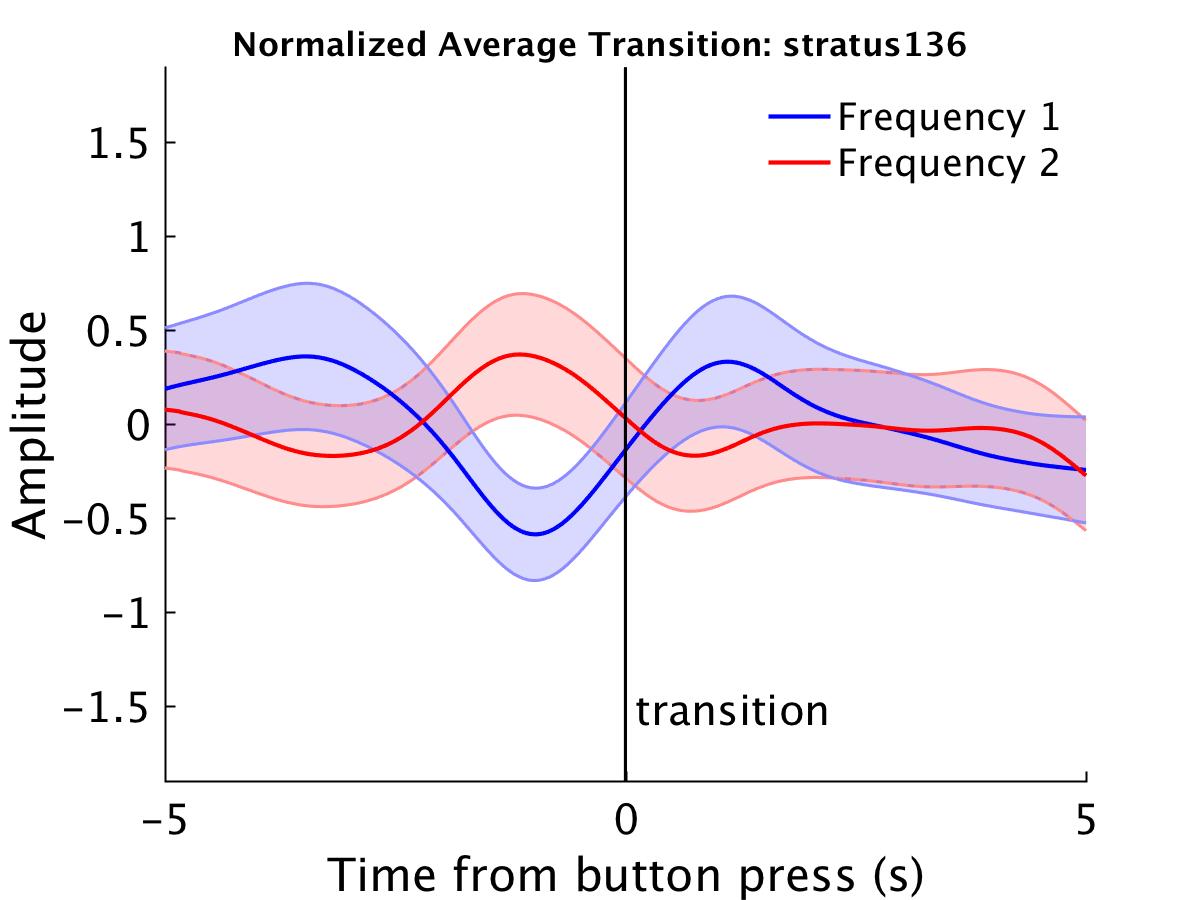 Normalized Average Transition: stratus136
Frequency 1
Frequency 2
1.5
1
0.5
0
−0.5
−1
−1.5
Amplitude
transition
−5
0
5
Time from button press (s)